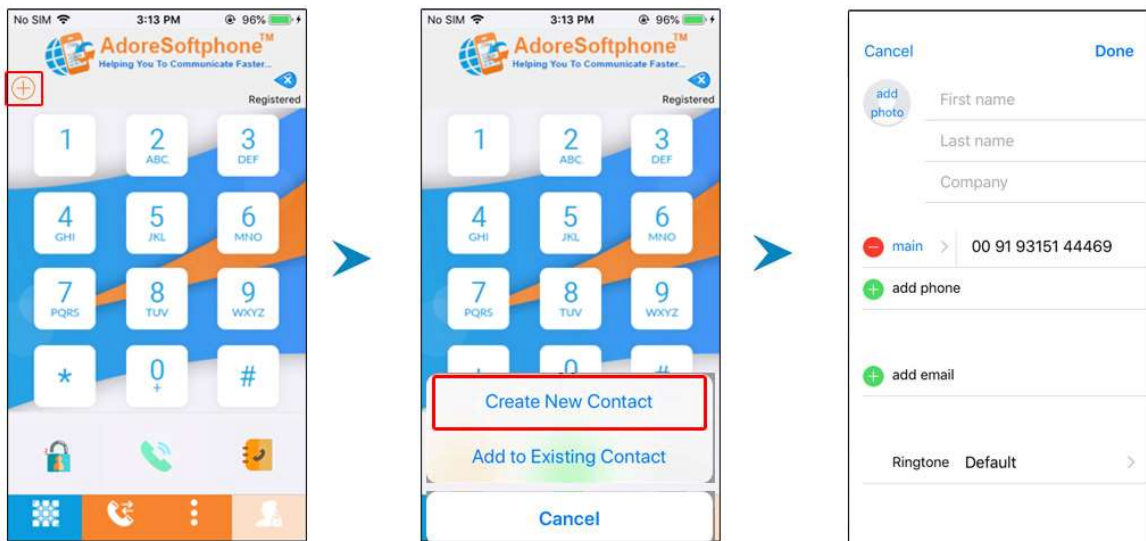 No SIM 3:13 PM 96%
AdoreSoftphone™
Helping You To Communicate Faster...
Registered
1 2 3
ABC DEF
4 5 6
GHI JKL MNO
7 8 9
PQRS TUV WXYZ
* 0 #
+
No SIM 3:13 PM 96%
AdoreSoftphone™
Helping You To Communicate Faster...
Registered
1 2 3
ABC DEF
4 5 6
GHI JKL MNO
7 8 9
PQRS TUV WXYZ
0
Create New Contact
Add to Existing Contact
Cancel
Cancel Done
add
photo
First name
Last name
Company
main 00 91 93151 44469
add phone
add email
Ringtone Default